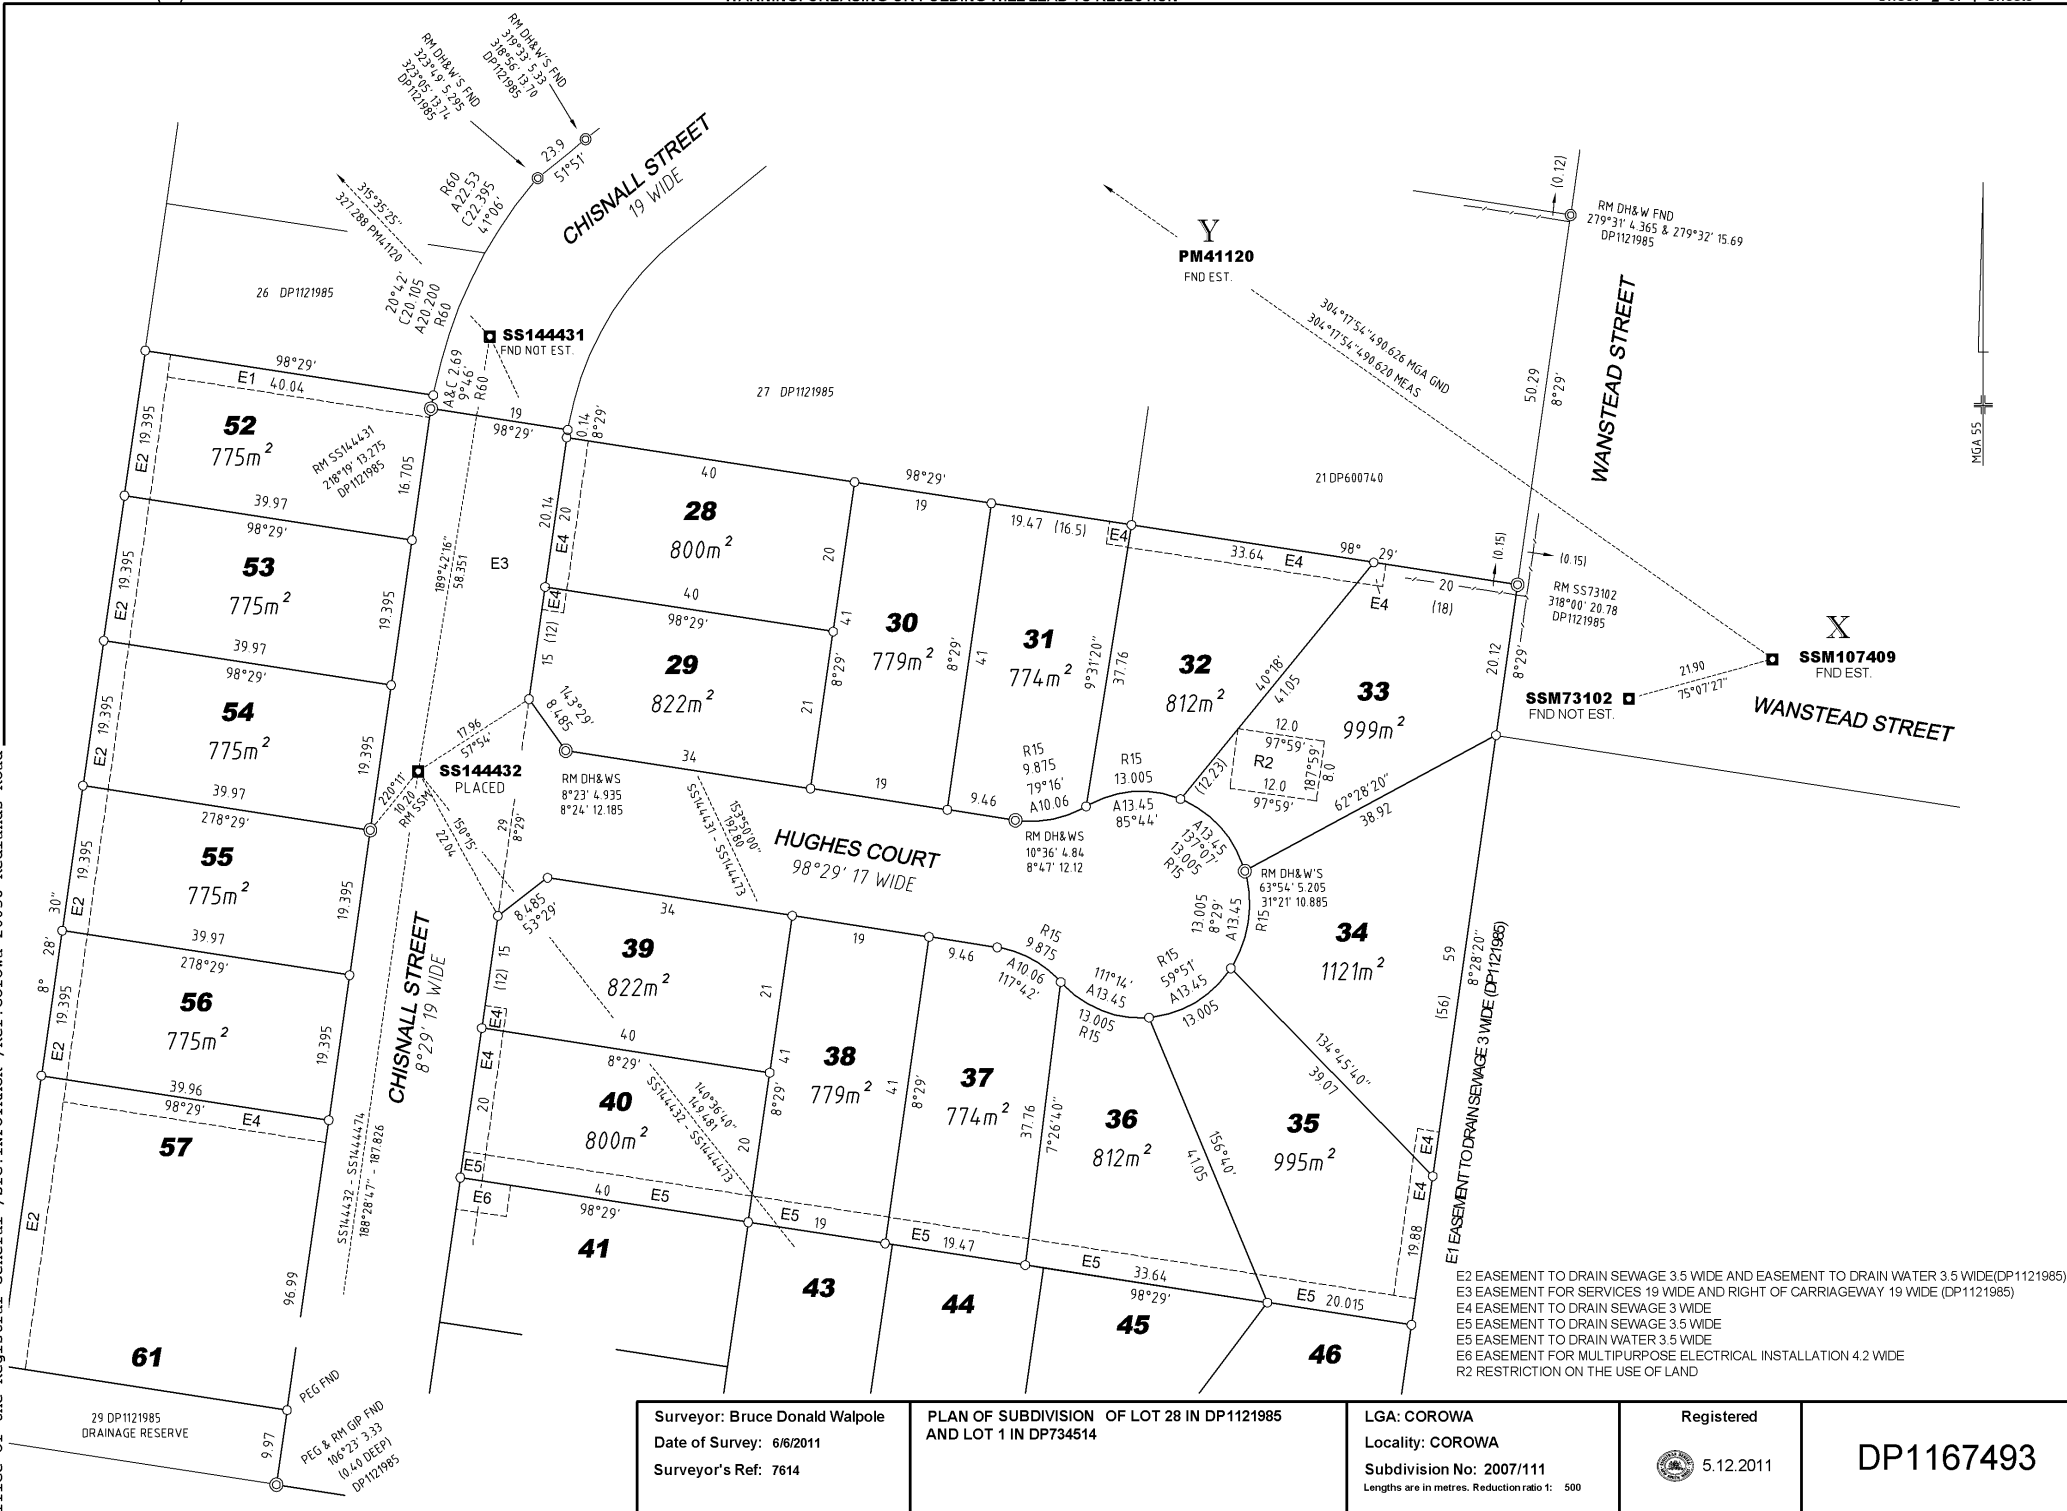 RM DH&W'S FND
319°33' 5.33
318°56' 13.70
DP1121985
RM DH&W'S FND
323°49' 5.295
323°05' 13.74
DP1121985
23.9
51°51'
CHISNALL STREET
19 WIDE
R60
A22.53
C22.395
41°06'
315°35'25"
327.288 PM41120
20°42'
C20.105
A20.200
R60
26 DP1121985
SS144431
FND NOT EST.
A&C 2.69
9°46'
R60
27 DP1121985
Y
PM41120
FND EST.
304°17'54" 490.626 MGA GND
304°17'54" 490.620 MEAS
(0.12)
RM DH&W FND
279°31' 4.365 & 279°32' 15.69
DP1121985
WANSTEAD STREET
50.29
8°29'
MGA 55
21 DP600740
(0.15)
(0.15)
RM SS73102
318°00' 20.78
DP1121985
X
SSM107409
FND EST.
21.90
75°07'27"
SSM73102
FND NOT EST.
WANSTEAD STREET
98°29'
E1 40.04
52
775m²
E2 19.395
RM SS144431
218°19' 13.275
DP1121985
16.705
39.97
98°29'
53
775m²
E2 19.395
19.395
39.97
98°29'
54
775m²
E2 19.395
19.395
39.97
278°29'
55
775m²
E2 19.395
19.395
39.97
278°29'
56
775m²
8° 28' 30"
E2 19.395
19.395
39.96
98°29'
E4
57
E2
96.99
61
PEG FND
29 DP1121985
DRAINAGE RESERVE
9.97
PEG & RM GIP FND
106°23' 3.33
(0.40 DEEP)
DP1121985
19
98°29'
0.14
8°29'
189°42'16"
58.351
E3
20.14
E4 20
40
28
800m²
20
98°29'
19
19.47 (16.5)
E4
33.64 E4
98° 29'
E4
20
(18)
20.12
8°29'
40
98°29'
E4
15 (12)
29
822m²
41
8°29'
21
30
779m²
8°29'
41
31
774m²
9°31'20"
37.76
32
812m²
40°18'
41.05
33
999m²
12.0
97°59'
R2
187°59'
8.0
12.0
97°59'
(12.23)
62°28'20"
38.92
143°29'
8.485
17.96
57°54'
SS144432
PLACED
220°11'
10.20
RM SSM
150°15'
22.04
29
8°29'
RM DH&WS
8°23' 4.935
8°24' 12.185
34
19
9.46
R15
9.875
79°16'
A10.06
R15
13.005
A13.45
85°44'
A13.45
137°07'
13.005
R15
RM DH&WS
10°36' 4.84
8°47' 12.12
RM DH&W'S
63°54' 5.205
31°21' 10.885
HUGHES COURT
98°29' 17 WIDE
153°50'00"
192.80
SS144431 - SS144473
13.005
8°29'
A13.45
R15
34
1121m²
59
(56)
8°28'20"
E1 EASEMENT TO DRAIN SEWAGE 3 WIDE (DP1121985)
CHISNALL STREET
8°29' 19 WIDE
SS144432 - SS144474
188°28'47" - 187.826
8.485
53°29'
34
19
9.46
R15
9.875
A10.06
117°42'
111°14'
A13.45
13.005
R15
R15
59°51'
A13.45
13.005
15
(12)
E4
39
822m²
21
41
8°29'
40
8°29'
E4
20
40
800m²
20
140°36'40"
149.481
SS144432 - SS144473
38
779m²
41
8°29'
37
774m²
37.76
7°26'40"
36
812m²
156°40'
41.05
35
995m²
134°45'40"
39.07
E4
E4
19.88
E5
E6
40
98°29'
E5
E5 19
E5 19.47
E5
33.64
98°29'
E5 20.015
41
43
44
45
46
E2 EASEMENT TO DRAIN SEWAGE 3.5 WIDE AND EASEMENT TO DRAIN WATER 3.5 WIDE(DP1121985)
E3 EASEMENT FOR SERVICES 19 WIDE AND RIGHT OF CARRIAGEWAY 19 WIDE (DP1121985)
E4 EASEMENT TO DRAIN SEWAGE 3 WIDE
E5 EASEMENT TO DRAIN SEWAGE 3.5 WIDE
E5 EASEMENT TO DRAIN WATER 3.5 WIDE
E6 EASEMENT FOR MULTIPURPOSE ELECTRICAL INSTALLATION 4.2 WIDE
R2 RESTRICTION ON THE USE OF LAND
Surveyor: Bruce Donald Walpole
Date of Survey: 6/6/2011
Surveyor's Ref: 7614
PLAN OF SUBDIVISION OF LOT 28 IN DP1121985
AND LOT 1 IN DP734514
LGA: COROWA
Locality: COROWA
Subdivision No: 2007/111
Lengths are in metres. Reduction ratio 1: 500
Registered
5.12.2011
DP1167493